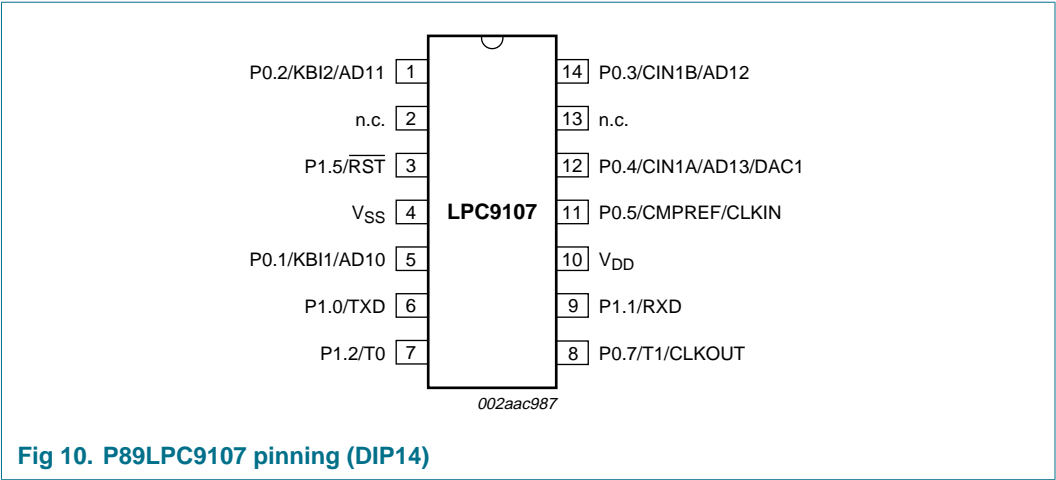 P0.2/KBI2/AD11 1 14 P0.3/CIN1B/AD12
n.c. 2 13 n.c.
P1.5/R̅S̅T̅ 3 12 P0.4/CIN1A/AD13/DAC1
VSS 4 LPC9107 11 P0.5/CMPREF/CLKIN
P0.1/KBI1/AD10 5 10 VDD
P1.0/TXD 6 9 P1.1/RXD
P1.2/T0 7 8 P0.7/T1/CLKOUT
002aac987
Fig 10. P89LPC9107 pinning (DIP14)